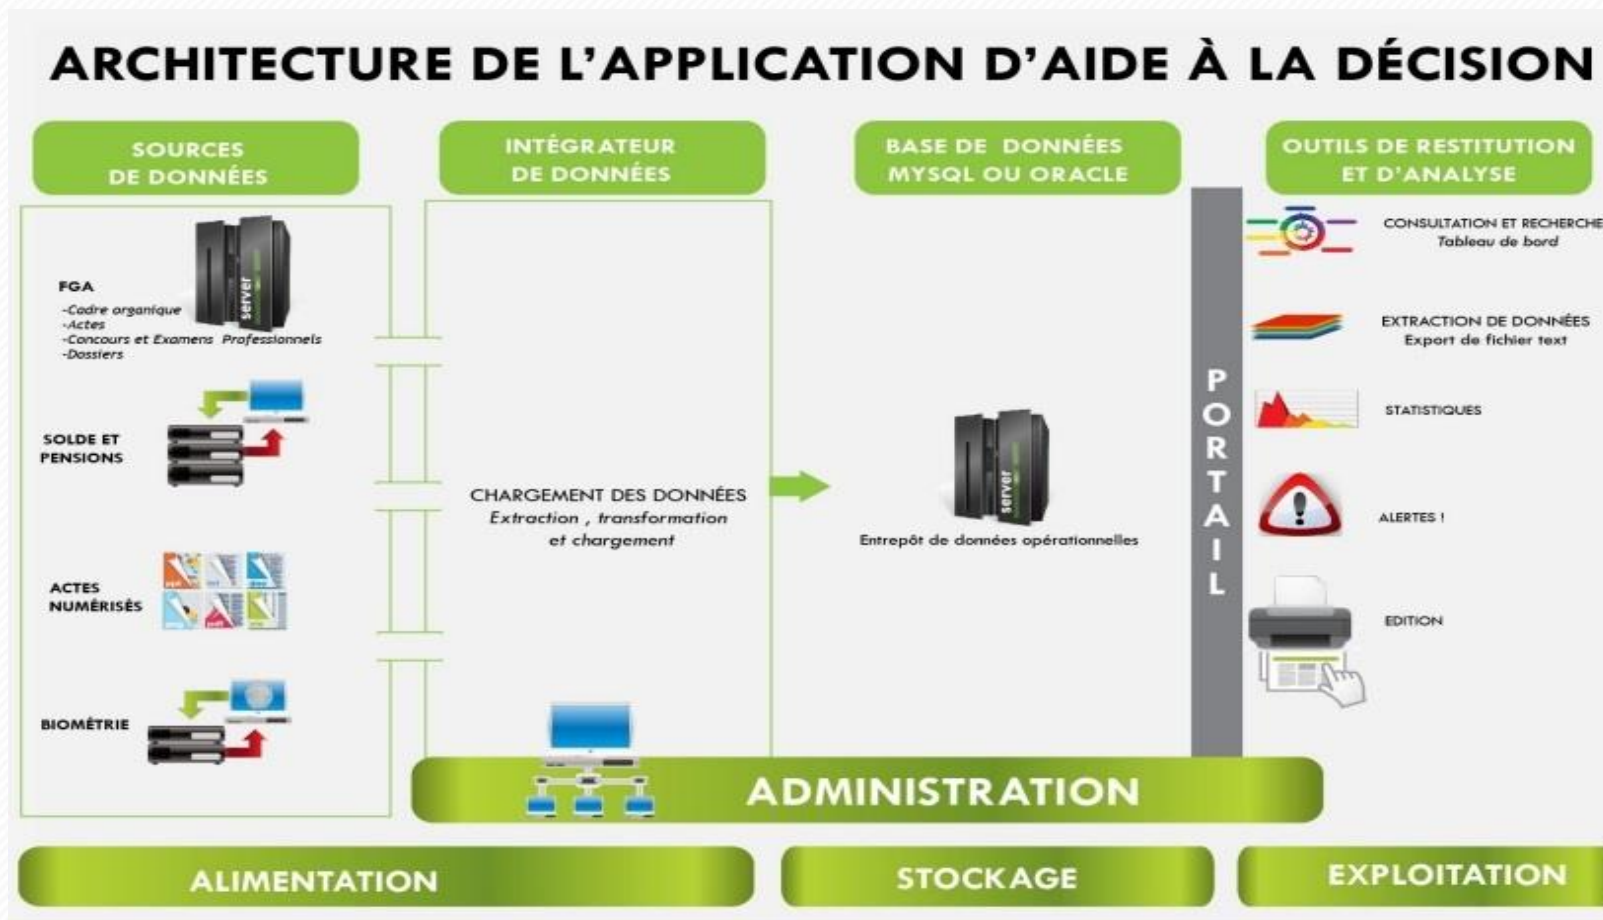 ARCHITECTURE DE L’APPLICATION D’AIDE À LA DÉCISION
SOURCES
DE DONNÉES
FGA
-Cadre organique
-Actes
-Concours et Examens Professionnels
-Dossiers
server
SOLDE ET
PENSIONS
ACTES
NUMÉRISÉS
BIOMÉTRIE
INTÉGRATEUR
DE DONNÉES
CHARGEMENT DES DONNÉES
Extraction , transformation
et chargement
BASE DE DONNÉES
MYSQL OU ORACLE
server
Entrepôt de données opérationnelles
PORTAIL
OUTILS DE RESTITUTION
ET D'ANALYSE
CONSULTATION ET RECHERCHE
Tableau de bord
EXTRACTION DE DONNÉES
Export de fichier text
STATISTIQUES
ALERTES !
EDITION
ADMINISTRATION
ALIMENTATION
STOCKAGE
EXPLOITATION